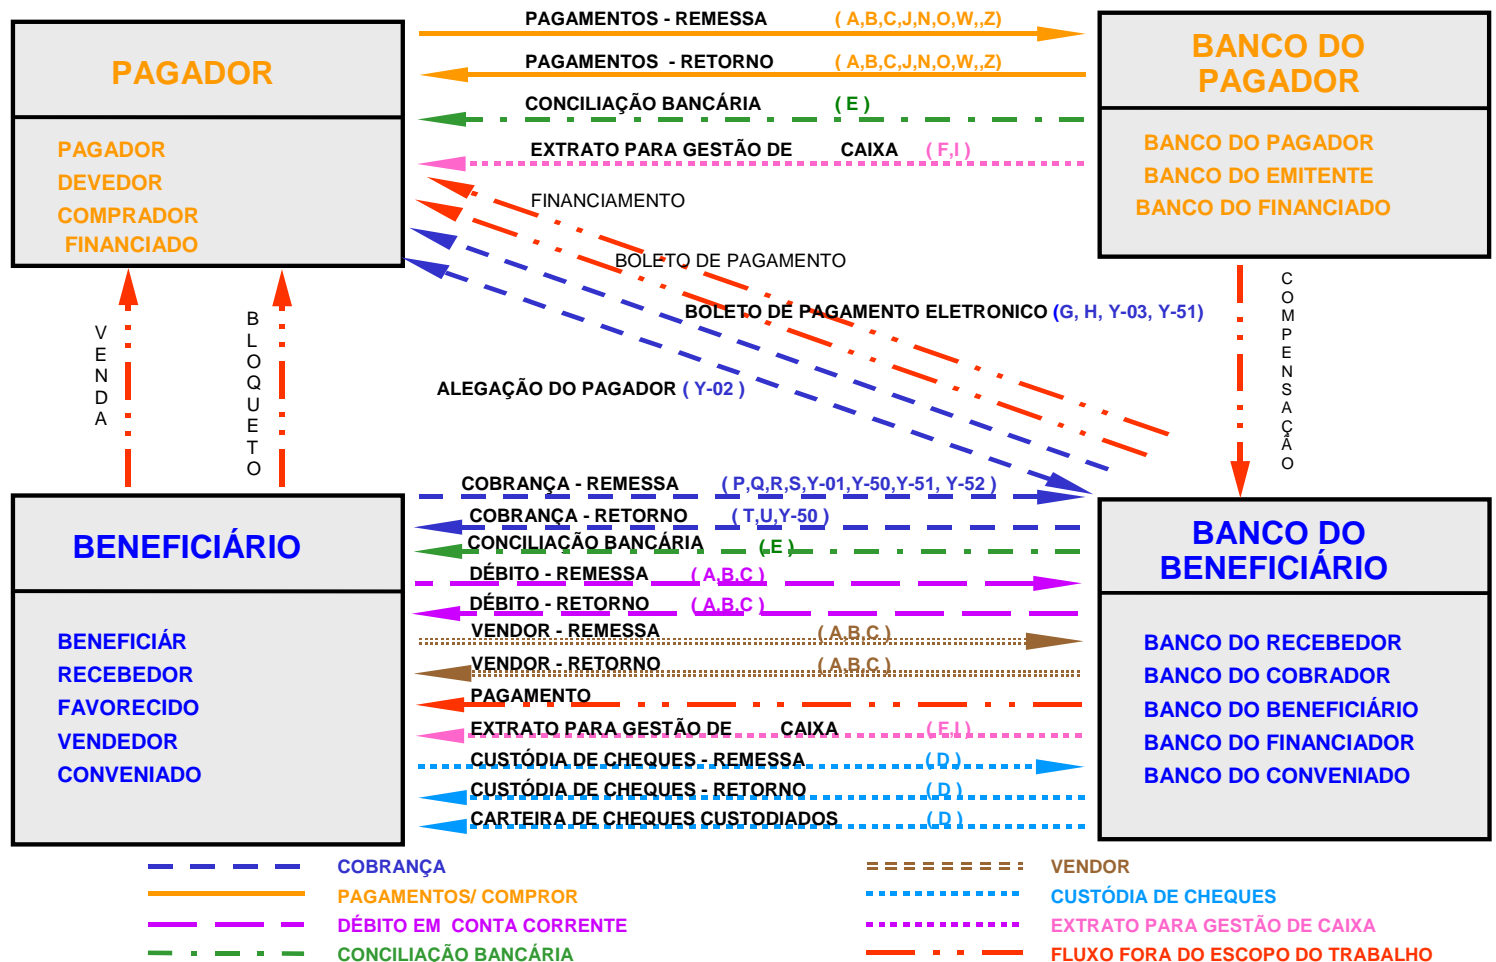 PAGAMENTOS - REMESSA ( A,B,C,J,N,O,W,,Z)
PAGADOR
BANCO DO
PAGADOR
PAGAMENTOS - RETORNO ( A,B,C,J,N,O,W,,Z)
CONCILIAÇÃO BANCÁRIA ( E )
EXTRATO PARA GESTÃO DE CAIXA ( F,I )
PAGADOR
DEVEDOR
COMPRADOR
FINANCIADO
BANCO DO PAGADOR
BANCO DO EMITENTE
BANCO DO FINANCIADO
FINANCIAMENTO
BOLETO DE PAGAMENTO
BOLETO DE PAGAMENTO ELETRONICO (G, H, Y-03, Y-51)
ALEGAÇÃO DO PAGADOR ( Y-02 )
VENDA
BLOQUETO
COMPENSAÇÃO
COBRANÇA - REMESSA ( P,Q,R,S,Y-01,Y-50,Y-51, Y-52 )
COBRANÇA - RETORNO ( T,U,Y-50 )
CONCILIAÇÃO BANCÁRIA ( E )
DÉBITO - REMESSA ( A,B,C )
DÉBITO - RETORNO ( A,B,C )
VENDOR - REMESSA ( A,B,C )
VENDOR - RETORNO ( A,B,C )
PAGAMENTO
EXTRATO PARA GESTÃO DE CAIXA ( F,I )
CUSTÓDIA DE CHEQUES - REMESSA ( D )
CUSTÓDIA DE CHEQUES - RETORNO ( D )
CARTEIRA DE CHEQUES CUSTODIADOS ( D )
BENEFICIÁRIO
BENEFICIÁR
RECEBEDOR
FAVORECIDO
VENDEDOR
CONVENIADO
BANCO DO
BENEFICIÁRIO
BANCO DO RECEBEDOR
BANCO DO COBRADOR
BANCO DO BENEFICIÁRIO
BANCO DO FINANCIADOR
BANCO DO CONVENIADO
COBRANÇA
PAGAMENTOS/ COMPROR
DÉBITO EM CONTA CORRENTE
CONCILIAÇÃO BANCÁRIA
VENDOR
CUSTÓDIA DE CHEQUES
EXTRATO PARA GESTÃO DE CAIXA
FLUXO FORA DO ESCOPO DO TRABALHO